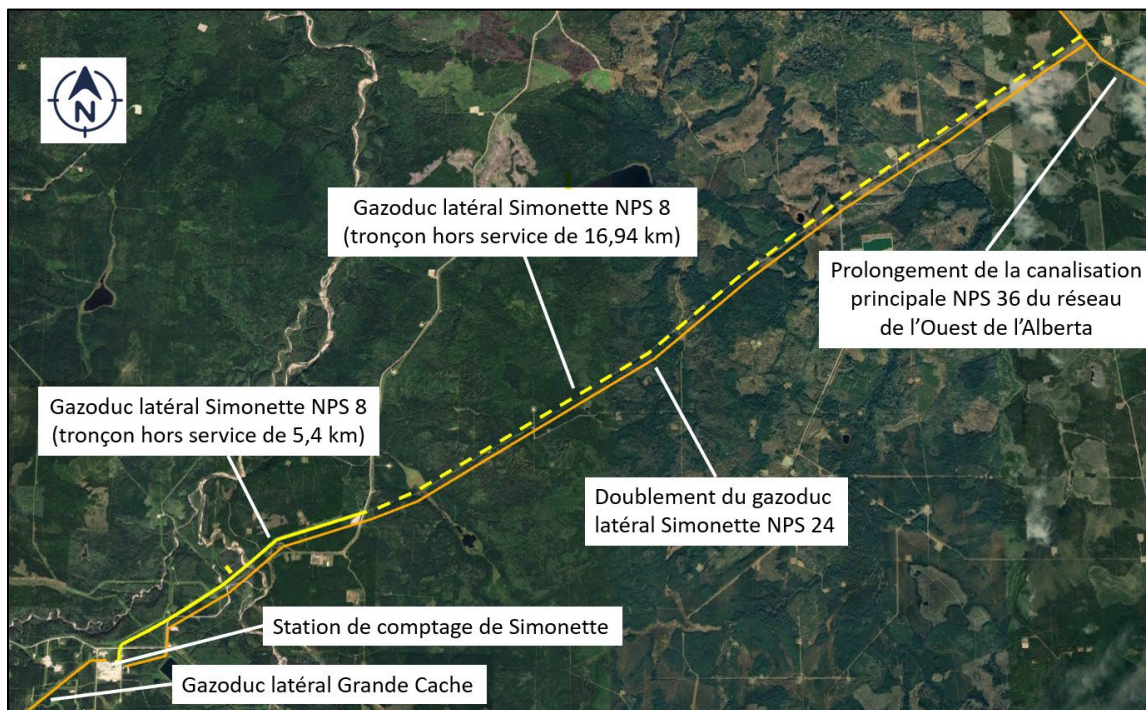 N
Gazoduc latéral Simonette NPS 8
(tronçon hors service de 16,94 km)
Prolongement de la canalisation
principale NPS 36 du réseau
de l’Ouest de l’Alberta
Gazoduc latéral Simonette NPS 8
(tronçon hors service de 5,4 km)
Doublement du gazoduc
latéral Simonette NPS 24
Station de comptage de Simonette
Gazoduc latéral Grande Cache